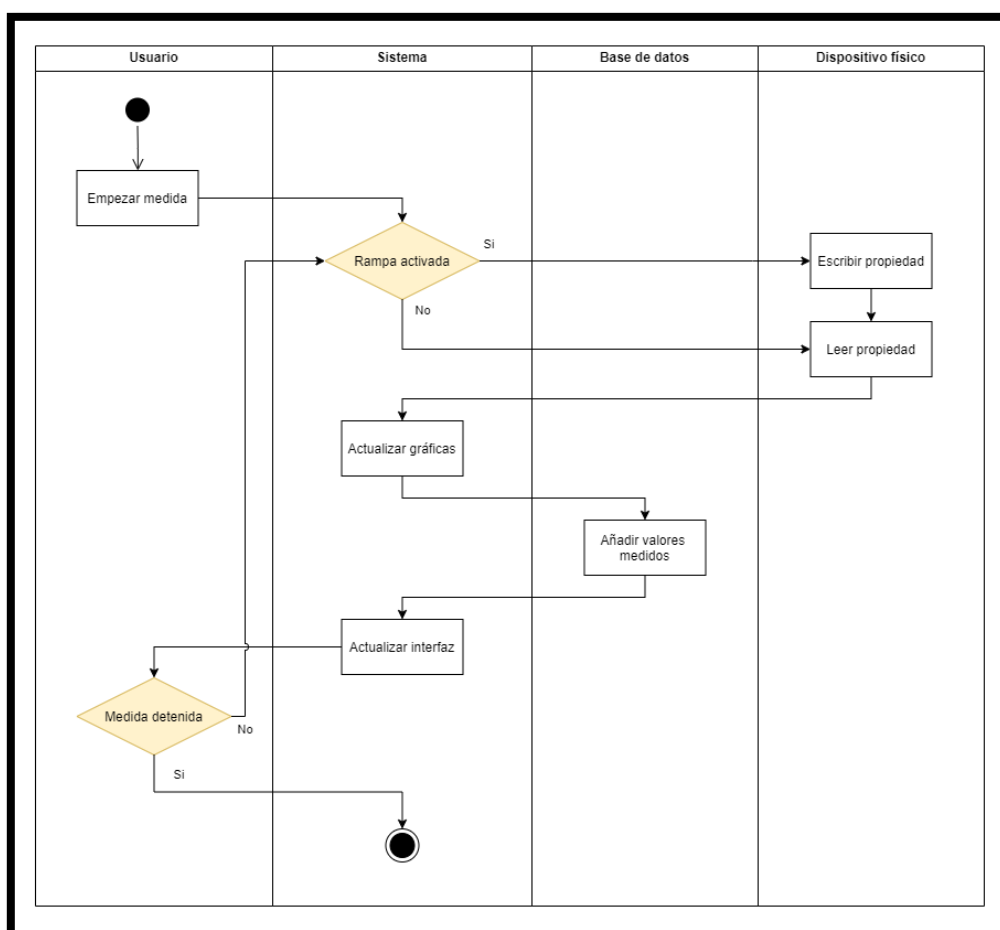 Usuario
Sistema
Base de datos
Dispositivo físico
Empezar medida
Rampa activada
Si
No
Escribir propiedad
Leer propiedad
Actualizar gráficas
Añadir valores
medidos
Actualizar interfaz
Medida detenida
No
Si